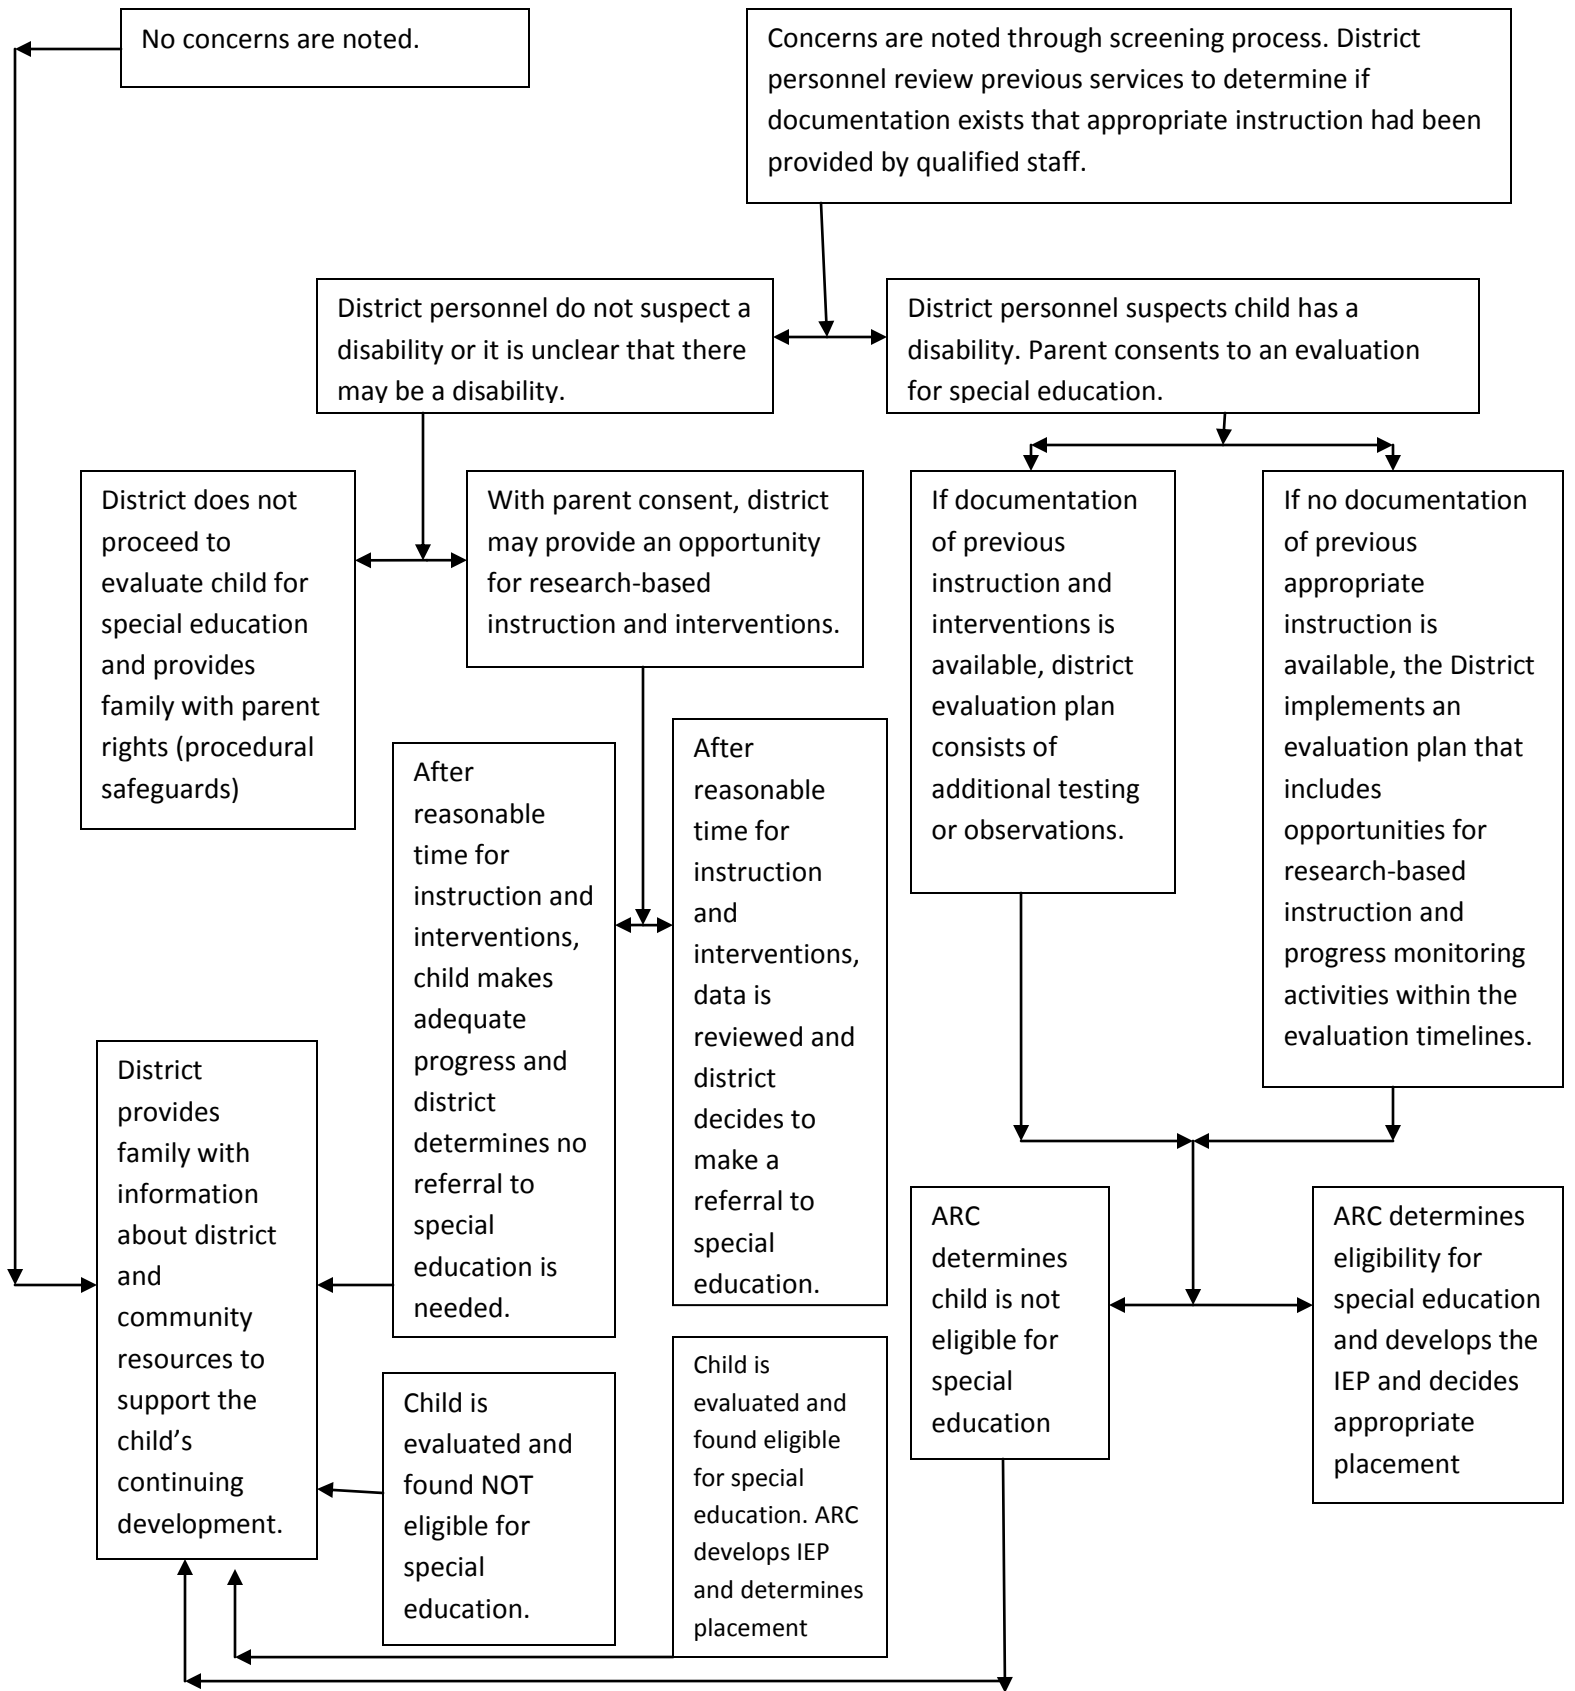 No concerns are noted.
Concerns are noted through screening process. District
personnel review previous services to determine if
documentation exists that appropriate instruction had been
provided by qualified staff.
District personnel do not suspect a
disability or it is unclear that there
may be a disability.
District personnel suspects child has a
disability. Parent consents to an evaluation
for special education.
District does not
proceed to
evaluate child for
special education
and provides
family with parent
rights (procedural
safeguards)
With parent consent, district
may provide an opportunity
for research-based
instruction and interventions.
If documentation
of previous
instruction and
interventions is
available, district
evaluation plan
consists of
additional testing
or observations.
If no documentation
of previous
appropriate
instruction is
available, the District
implements an
evaluation plan that
includes
opportunities for
research-based
instruction and
progress monitoring
activities within the
evaluation timelines.
After
reasonable
time for
instruction and
interventions,
child makes
adequate
progress and
district
determines no
referral to
special
education is
needed.
After
reasonable
time for
instruction
and
interventions,
data is
reviewed and
district
decides to
make a
referral to
special
education.
District
provides
family with
information
about district
and
community
resources to
support the
child’s
continuing
development.
Child is
evaluated and
found NOT
eligible for
special
education.
Child is
evaluated and
found eligible
for special
education. ARC
develops IEP
and determines
placement
ARC
determines
child is not
eligible for
special
education
ARC determines
eligibility for
special education
and develops the
IEP and decides
appropriate
placement